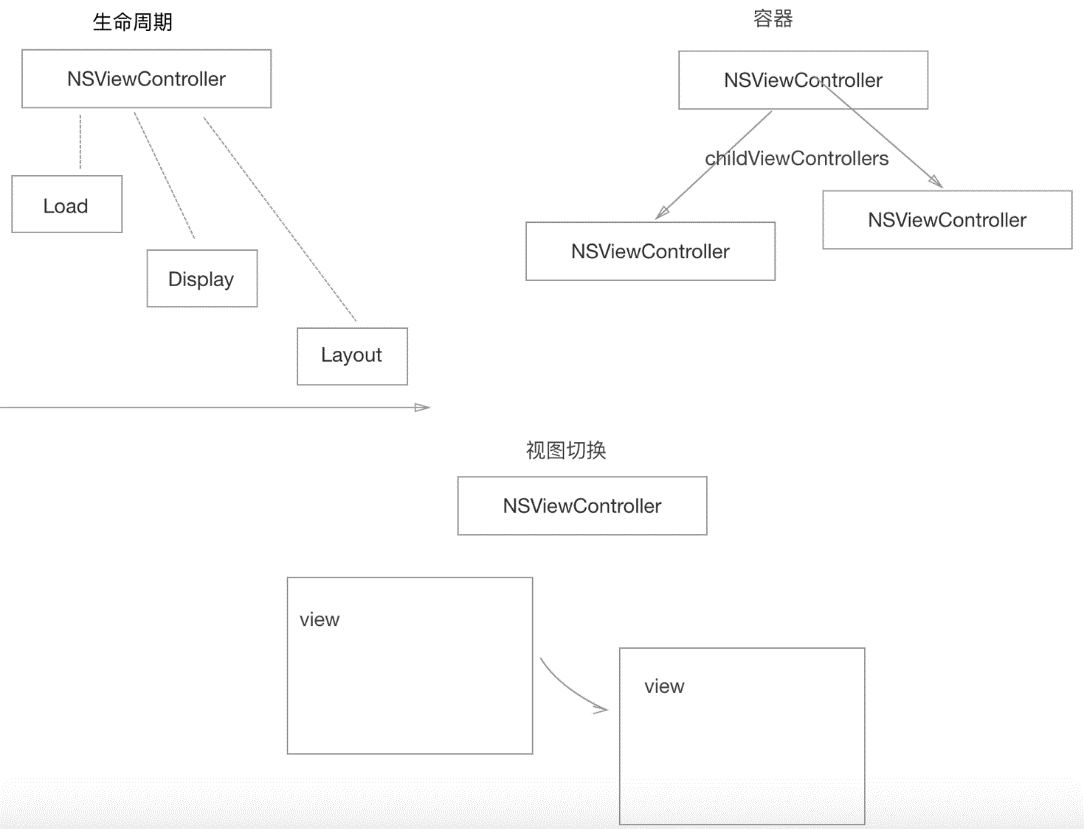 生命周期
NSViewController
Load
Display
Layout
容器
NSViewController
childViewControllers
NSViewController
NSViewController
视图切换
NSViewController
view
view